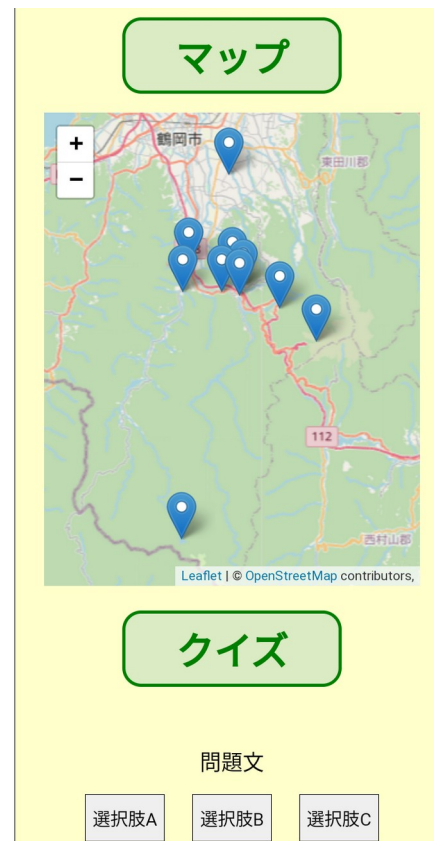 マップ
+
−
鶴岡市
東田川郡
112
西村山郡
Leaflet | © OpenStreetMap contributors,
クイズ
問題文
選択肢A
選択肢B
選択肢C